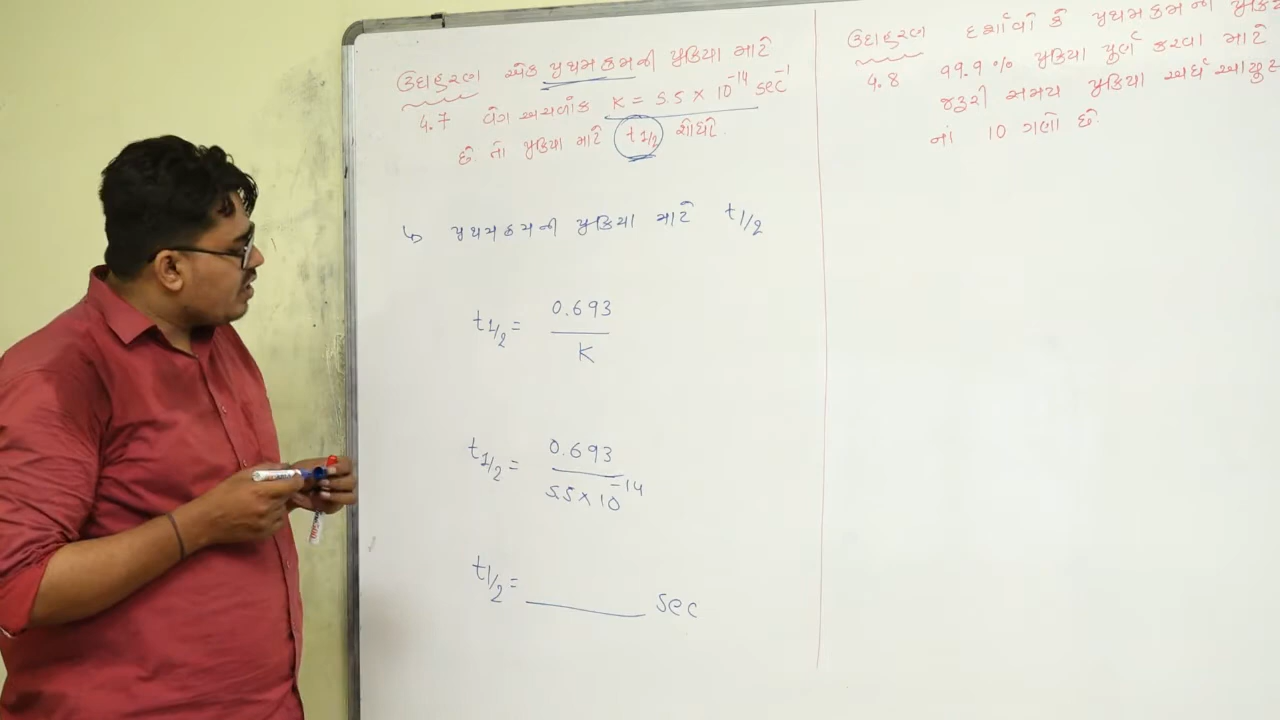 ઉદાહરણ એક પ્રથમક્રમની પ્રક્રિયા માટે
4.7 વેગ અચળાંક K = 5.5 × 10⁻¹⁴ sec⁻¹
છે. તો પ્રક્રિયા માટે t1/2 શોધો.
↳ પ્રથમક્રમની પ્રક્રિયા માટે t1/2
t1/2 = 0.693 / K
t1/2 = 0.693 / 5.5 × 10⁻¹⁴
t1/2 = ______ sec
ઉદાહરણ દર્શાવો કે પ્રથમક્રમની
4.8 99.9% પ્રક્રિયા પૂર્ણ કરવા માટે
જરૂરી સમય પ્રક્રિયા અર્ધ
નાં 10 ગણો છે.